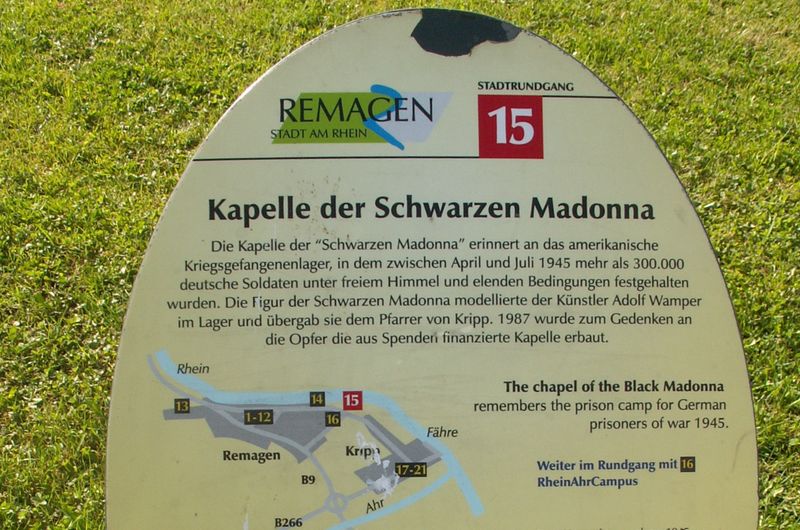 REMAGEN
STADT AM RHEIN
STADTRUNDGANG
15
Kapelle der Schwarzen Madonna
Die Kapelle der “Schwarzen Madonna” erinnert an das amerikanische
Kriegsgefangenenlager, in dem zwischen April und Juli 1945 mehr als 300.000
deutsche Soldaten unter freiem Himmel und elenden Bedingungen festgehalten
wurden. Die Figur der Schwarzen Madonna modellierte der Künstler Adolf Wamper
im Lager und übergab sie dem Pfarrer von Kripp. 1987 wurde zum Gedenken an
die Opfer die aus Spenden finanzierte Kapelle erbaut.
Rhein
13
1-12
14
15
16
Remagen
Kripp
Fähre
17-21
B9
Ahr
B266
The chapel of the Black Madonna
remembers the prison camp for German
prisoners of war 1945.
Weiter im Rundgang mit 16
RheinAhrCampus